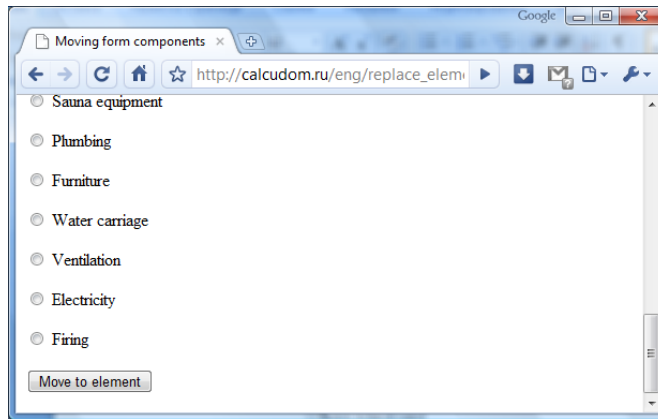 Google
Moving form components
http://calcudom.ru/eng/replace_elem
Sauna equipment
Plumbing
Furniture
Water carriage
Ventilation
Electricity
Firing
Move to element